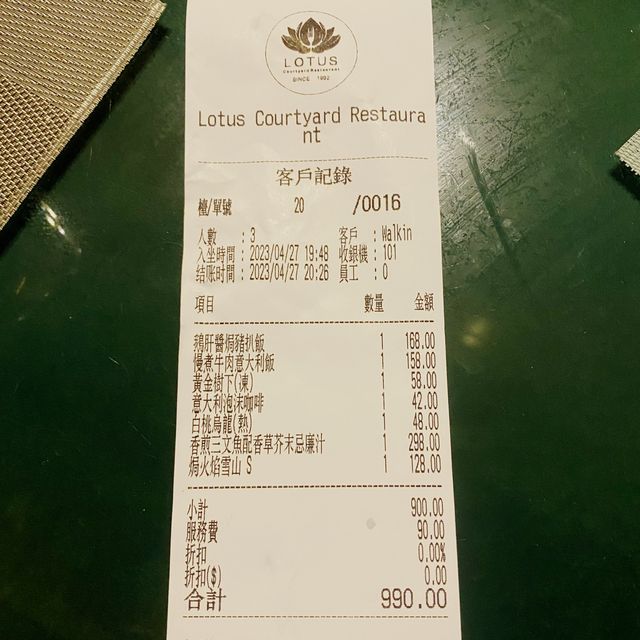 LOTUS
Courtyard Restaurant
SINCE 1992
Lotus Courtyard Restaura
nt
客戶記錄
檯/單號 20 /0016
人數 : 3 客戶 : Walkin
入坐時間 : 2023/04/27 19:48 收銀機 : 101
结账时间 : 2023/04/27 20:26 員工 : 0
項目 數量 金額
鵝肝醬焗豬扒飯 1 168.00
慢煮牛肉意大利飯 1 158.00
黃金樹下(凍) 1 58.00
意大利泡沫咖啡 1 42.00
白桃烏龍(熱) 1 48.00
香煎三文魚配香草芥末忌廉汁 1 298.00
焗火焰雪山 S 1 128.00
小計 900.00
服務費 90.00
折扣 0.00%
折扣($) 0.00
合計 990.00